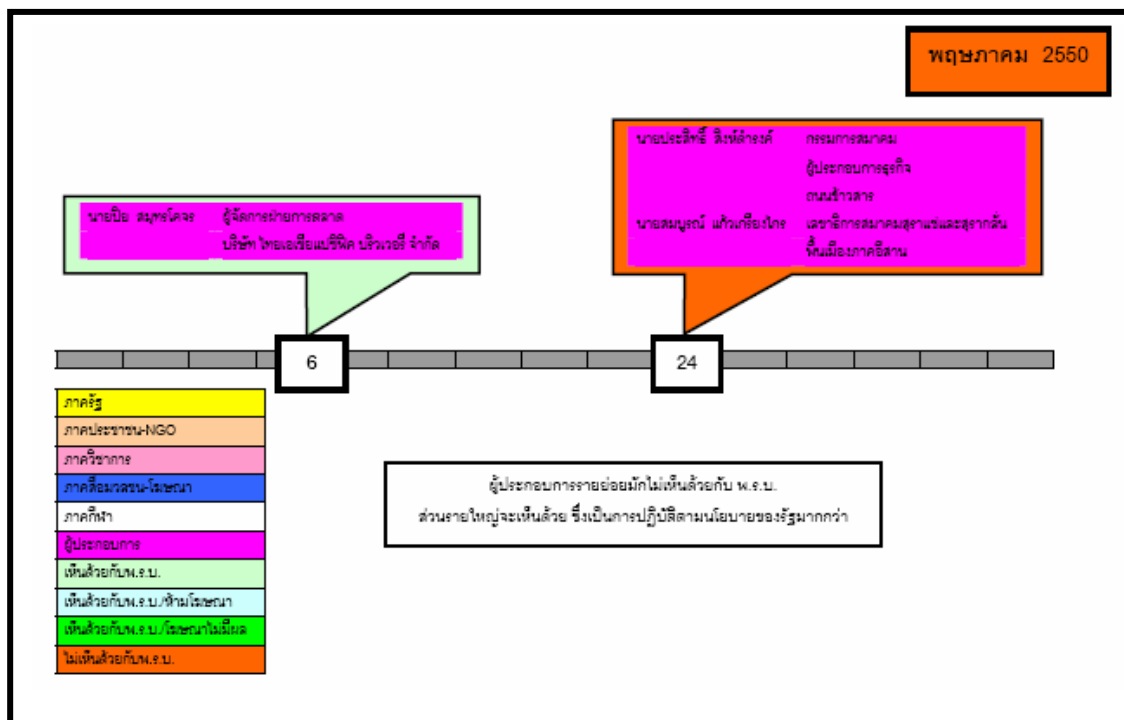 พฤษภาคม 2550
นายประสิทธิ์ สิงห์ดำรงค์ กรรมการสมาคม
ผู้ประกอบการธุรกิจ
ถนนข้าวสาร
นายสมบูรณ์ แก้วเกรียงไกร เลขาธิการสมาคมสุราแช่และสุรากลั่น
พื้นเมืองภาคอีสาน
นายปิย สมุทรโคจร ผู้จัดการฝ่ายการตลาด
บริษัท ไทยเอเชียแปซิฟิค บริวเวอรี่ จำกัด
6
24
ภาครัฐ
ภาคประชาชน-NGO
ภาควิชาการ
ภาคสื่อมวลชน-โฆษณา
ภาคกีฬา
ผู้ประกอบการ
เห็นด้วยกับพ.ร.บ.
เห็นด้วยกับพ.ร.บ./ห้ามโฆษณา
เห็นด้วยกับพ.ร.บ./โฆษณาไม่มีผล
ไม่เห็นด้วยกับพ.ร.บ.
ผู้ประกอบการรายย่อยมักไม่เห็นด้วยกับ พ.ร.บ.
ส่วนรายใหญ่จะเห็นด้วย ซึ่งเป็นการปฏิบัติตามนโยบายของรัฐมากกว่า